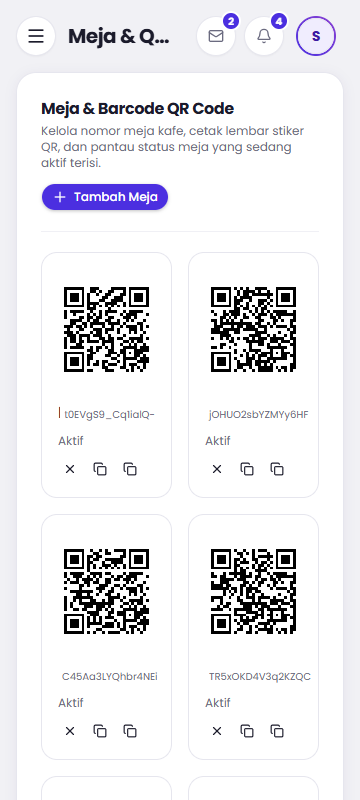 Meja & Q...
2
4
S
Meja & Barcode QR Code
Kelola nomor meja kafe, cetak lembar stiker
QR, dan pantau status meja yang sedang
aktif terisi.
Tambah Meja
t0EVgS9_Cq1iaIQ-
jOHUO2sbYZMYy6HF
Aktif
Aktif
C45Aa3LYQhbr4NEi
TR5xOKD4V3q2KZQC
Aktif
Aktif